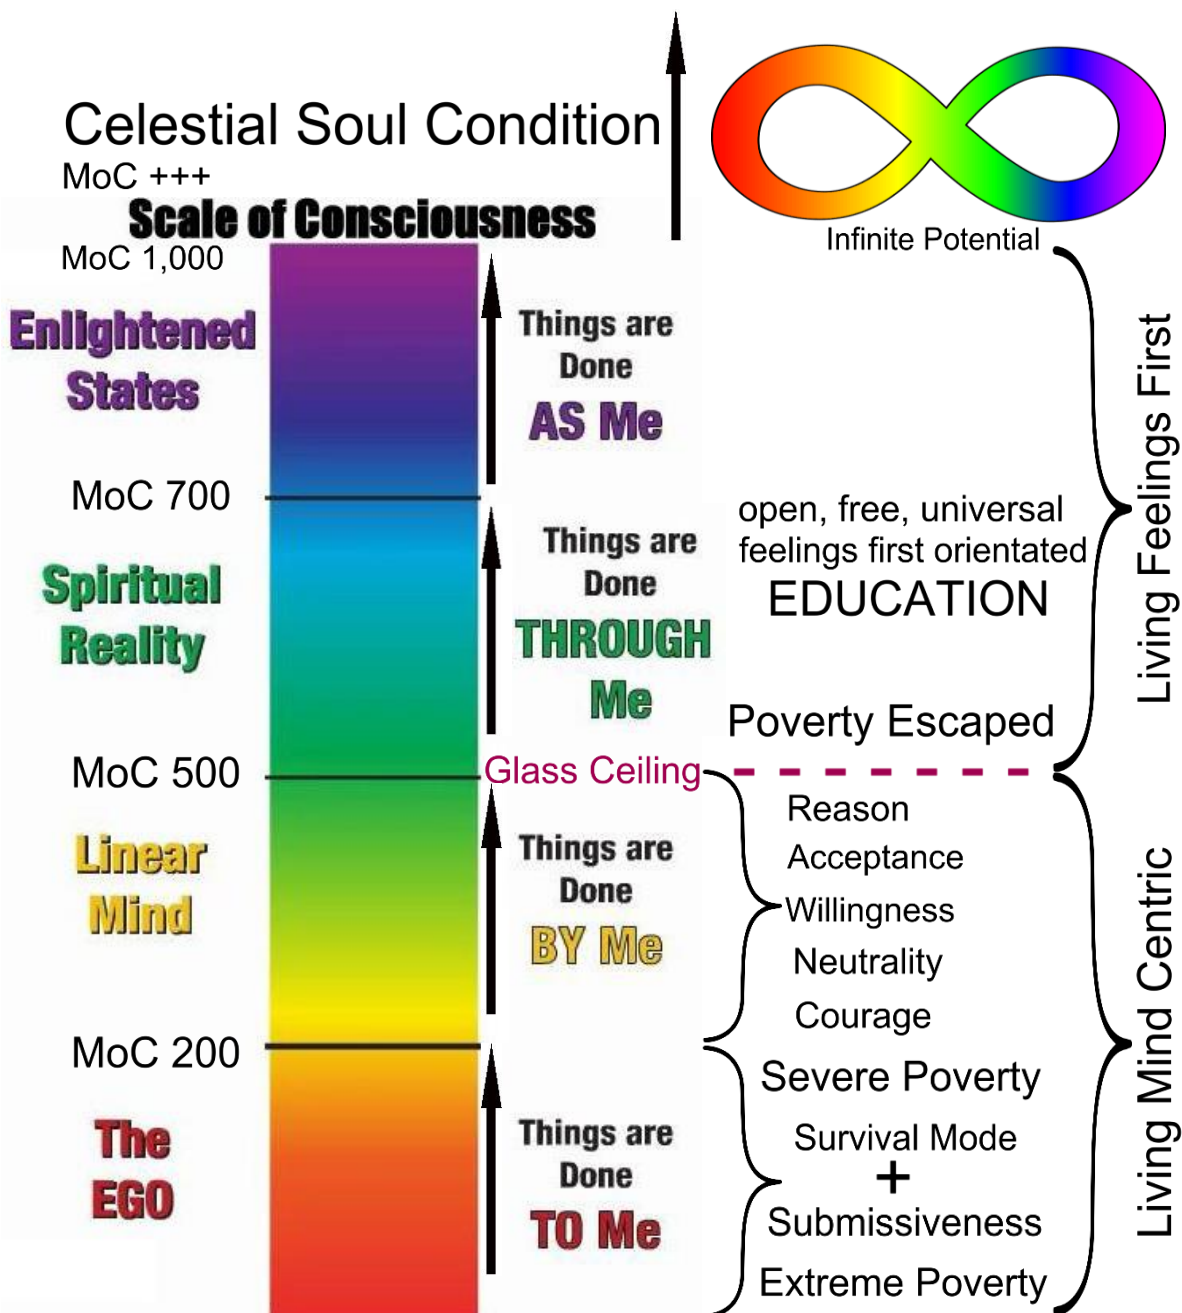 Celestial Soul Condition
MoC +++
Scale of Consciousness
MoC 1,000
Infinite Potential
Enlightened
States
Things are
Done
AS Me
MoC 700
Spiritual
Reality
Things are
Done
THROUGH
Me
open, free, universal
feelings first orientated
EDUCATION
Poverty Escaped
Living Feelings First
MoC 500
Glass Ceiling
Linear
Mind
Things are
Done
BY Me
Reason
Acceptance
Willingness
Neutrality
Courage
MoC 200
The
EGO
Things are
Done
TO Me
Severe Poverty
Survival Mode
+
Submissiveness
Extreme Poverty
Living Mind Centric